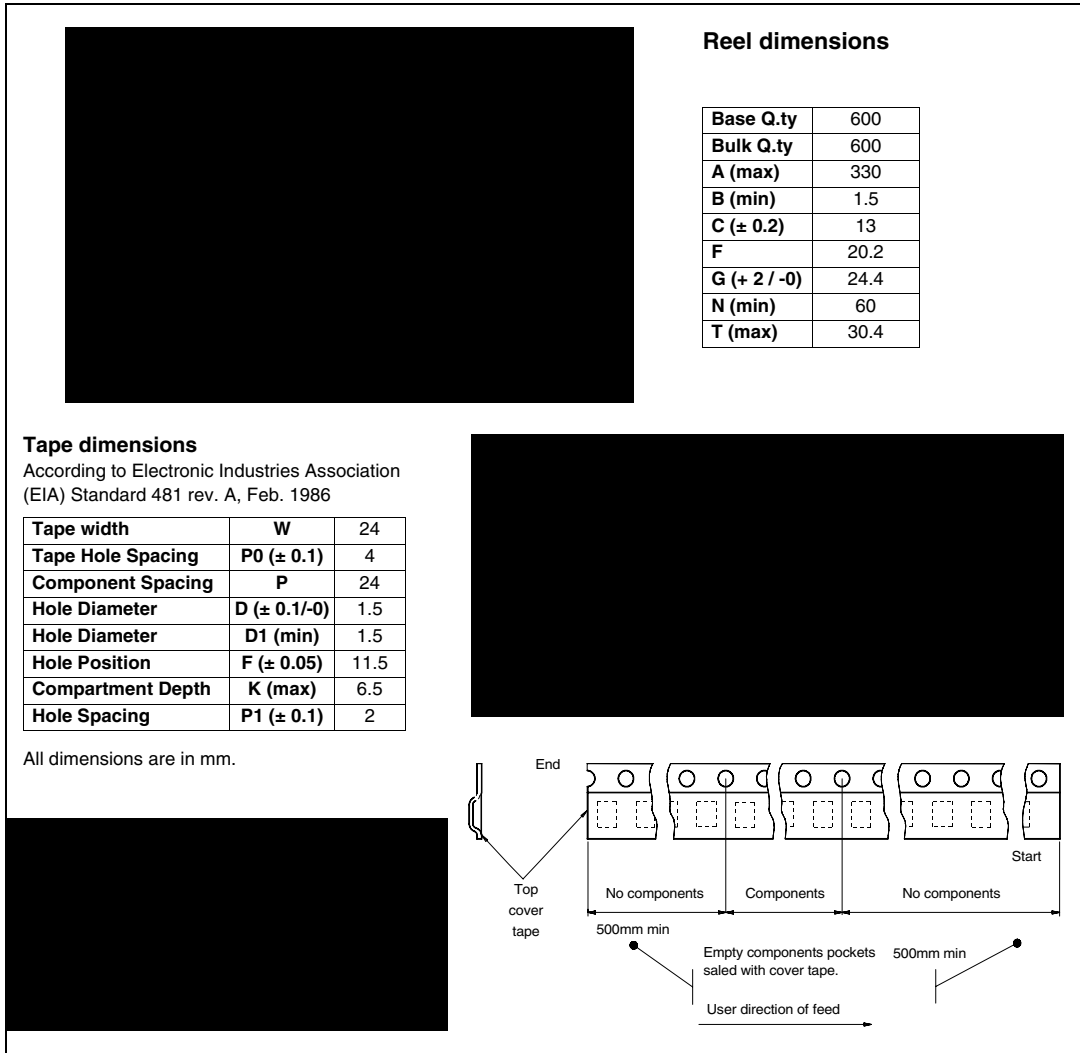 Reel dimensions
Base Q.ty 600
Bulk Q.ty 600
A (max) 330
B (min) 1.5
C (± 0.2) 13
F 20.2
G (+ 2 / -0) 24.4
N (min) 60
T (max) 30.4
Tape dimensions
According to Electronic Industries Association
(EIA) Standard 481 rev. A, Feb. 1986
Tape width W 24
Tape Hole Spacing P0 (± 0.1) 4
Component Spacing P 24
Hole Diameter D (± 0.1/-0) 1.5
Hole Diameter D1 (min) 1.5
Hole Position F (± 0.05) 11.5
Compartment Depth K (max) 6.5
Hole Spacing P1 (± 0.1) 2
All dimensions are in mm.
End
Start
Top
cover
tape
No components Components No components
500mm min
Empty components pockets
saled with cover tape.
500mm min
User direction of feed